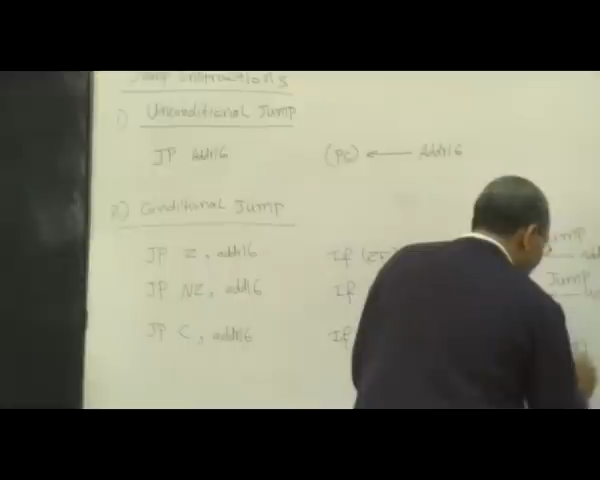 Jump Instructions
1) Unconditional Jump
JP Addr16 (PC) ← Addr16
2) Conditional Jump
JP Z, addr16 If (ZF) Jump
JP NZ, addr16 If Jump
JP C, addr16 If